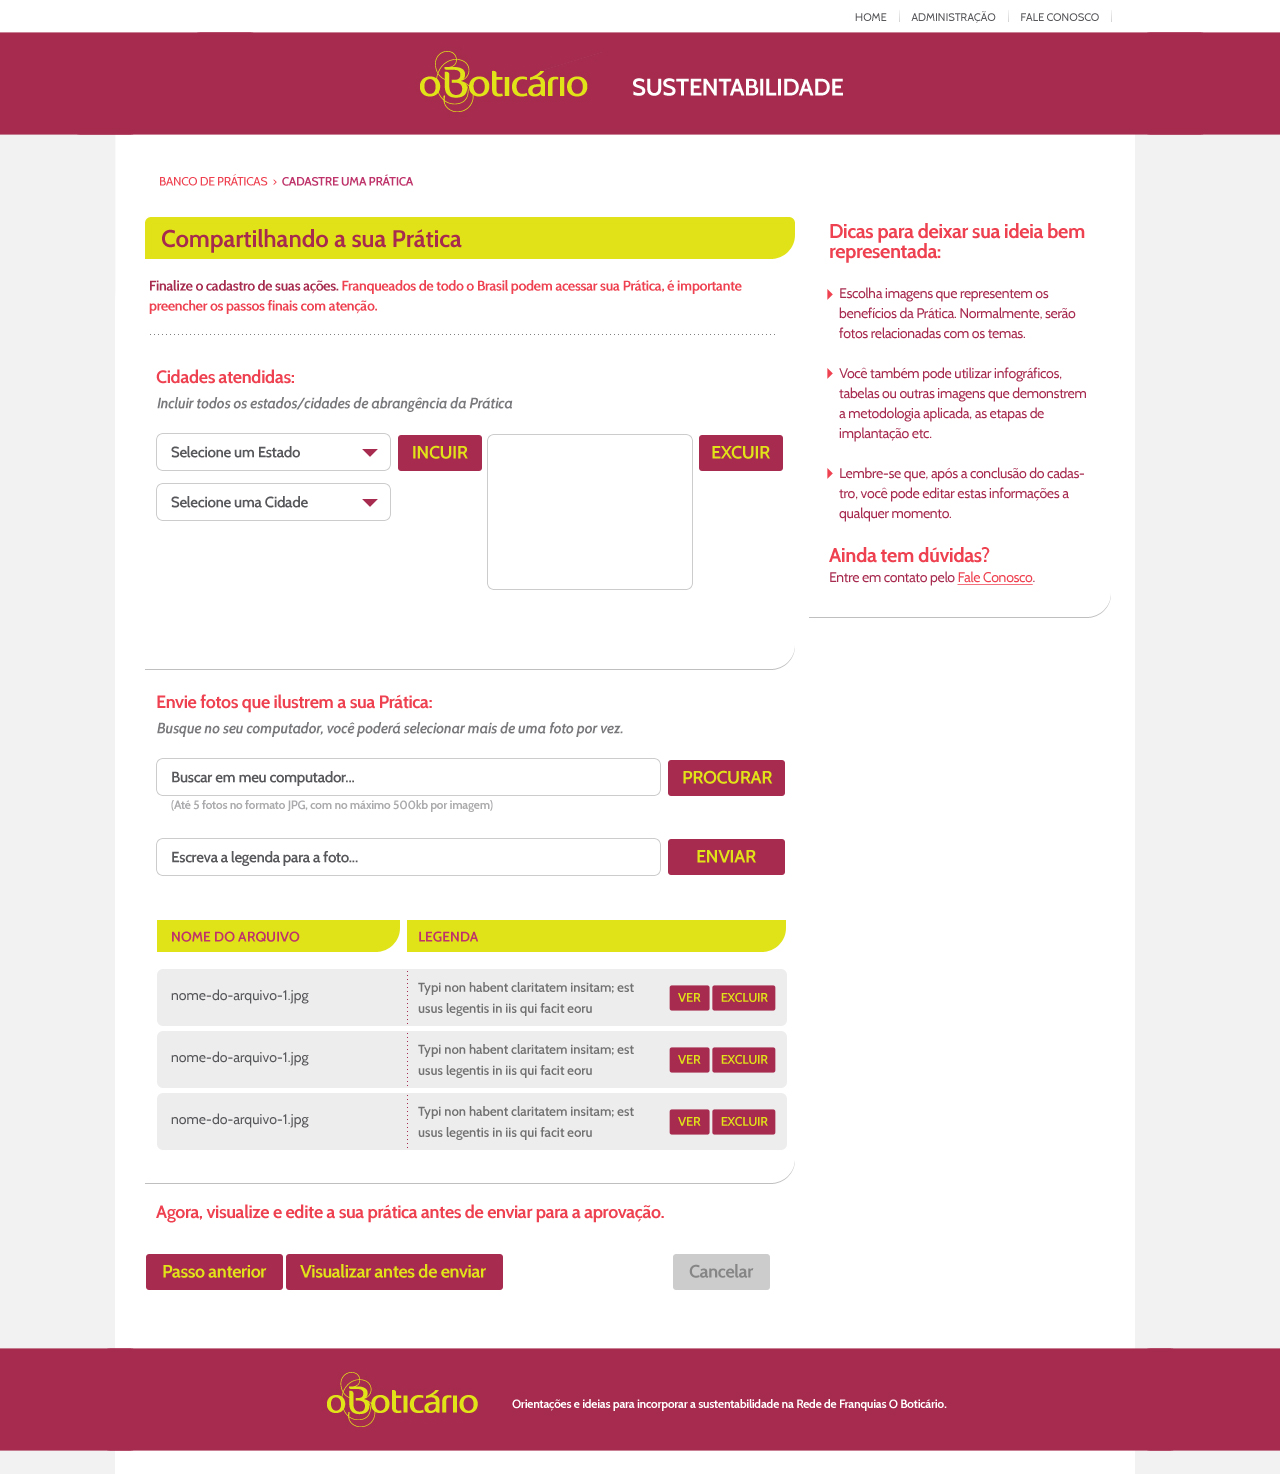 HOME ADMINISTRAÇÃO FALE CONOSCO
oBoticário SUSTENTABILIDADE
BANCO DE PRÁTICAS › CADASTRE UMA PRÁTICA
Compartilhando a sua Prática
Finalize o cadastro de suas ações. Franqueados de todo o Brasil podem acessar sua Prática, é importante
preencher os passos finais com atenção.
Cidades atendidas:
Incluir todos os estados/cidades de abrangência da Prática
Selecione um Estado
INCUIR
EXCUIR
Selecione uma Cidade
Envie fotos que ilustrem a sua Prática:
Busque no seu computador, você poderá selecionar mais de uma foto por vez.
Buscar em meu computador...
PROCURAR
(Até 5 fotos no formato JPG, com no máximo 500kb por imagem)
Escreva a legenda para a foto...
ENVIAR
NOME DO ARQUIVO LEGENDA
nome-do-arquivo-1.jpg
Typi non habent claritatem insitam; est
usus legentis in iis qui facit eoru
VER EXCLUIR
nome-do-arquivo-1.jpg
Typi non habent claritatem insitam; est
usus legentis in iis qui facit eoru
VER EXCLUIR
nome-do-arquivo-1.jpg
Typi non habent claritatem insitam; est
usus legentis in iis qui facit eoru
VER EXCLUIR
Agora, visualize e edite a sua prática antes de enviar para a aprovação.
Passo anterior Visualizar antes de enviar Cancelar
Dicas para deixar sua ideia bem
representada:
Escolha imagens que representem os
benefícios da Prática. Normalmente, serão
fotos relacionadas com os temas.
Você também pode utilizar infográficos,
tabelas ou outras imagens que demonstrem
a metodologia aplicada, as etapas de
implantação etc.
Lembre-se que, após a conclusão do cadas-
tro, você pode editar estas informações a
qualquer momento.
Ainda tem dúvidas?
Entre em contato pelo Fale Conosco.
oBoticário Orientações e ideias para incorporar a sustentabilidade na Rede de Franquias O Boticário.